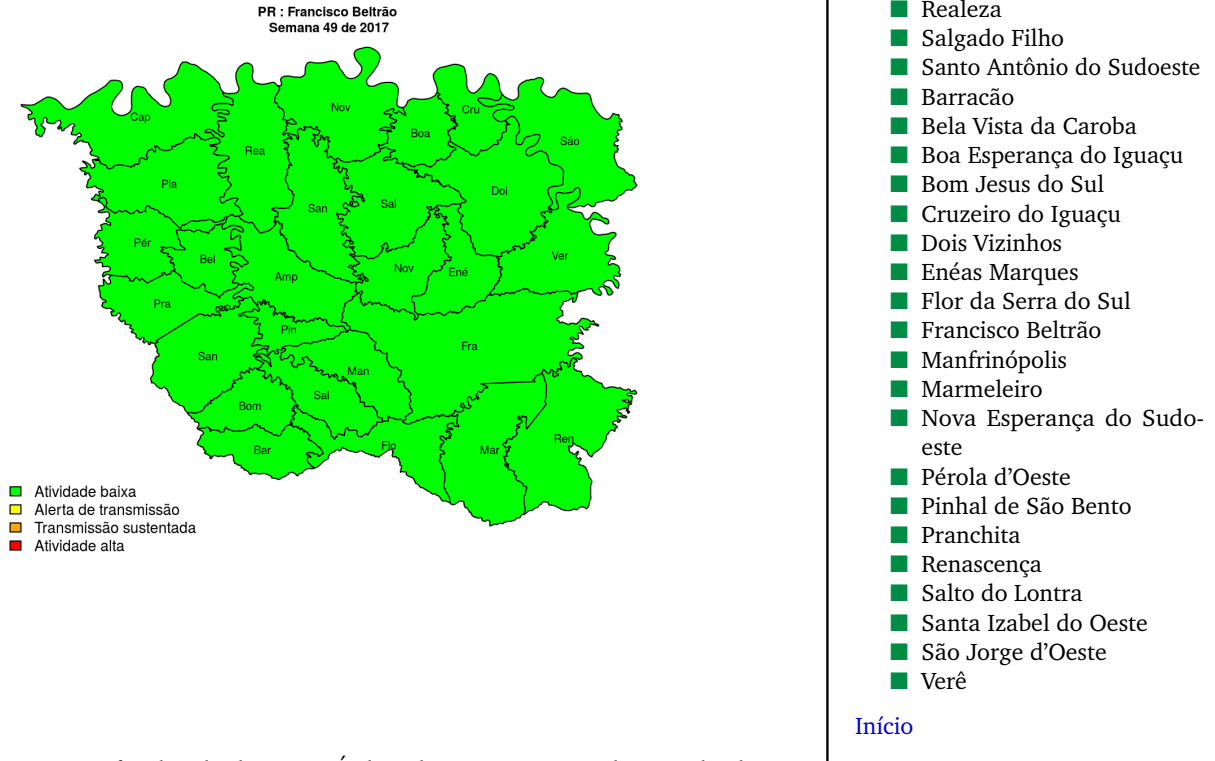 PR : Francisco Beltrão
Semana 49 de 2017
Cap
Nov
Cru
Boa
São
Rea
Pla
Doi
San
Sal
Pér
Bel
Ver
Nov
Ené
Amp
Pra
Pin
Fra
San
Man
Sal
Bom
Flo
Bar
Mar
Ren
Atividade baixa
Alerta de transmissão
Transmissão sustentada
Atividade alta
Realeza
Salgado Filho
Santo Antônio do Sudoeste
Barracão
Bela Vista da Caroba
Boa Esperança do Iguaçu
Bom Jesus do Sul
Cruzeiro do Iguaçu
Dois Vizinhos
Enéas Marques
Flor da Serra do Sul
Francisco Beltrão
Manfrinópolis
Marmeleiro
Nova Esperança do Sudo-
este
Pérola d'Oeste
Pinhal de São Bento
Pranchita
Renascença
Salto do Lontra
Santa Izabel do Oeste
São Jorge d'Oeste
Verê
Início